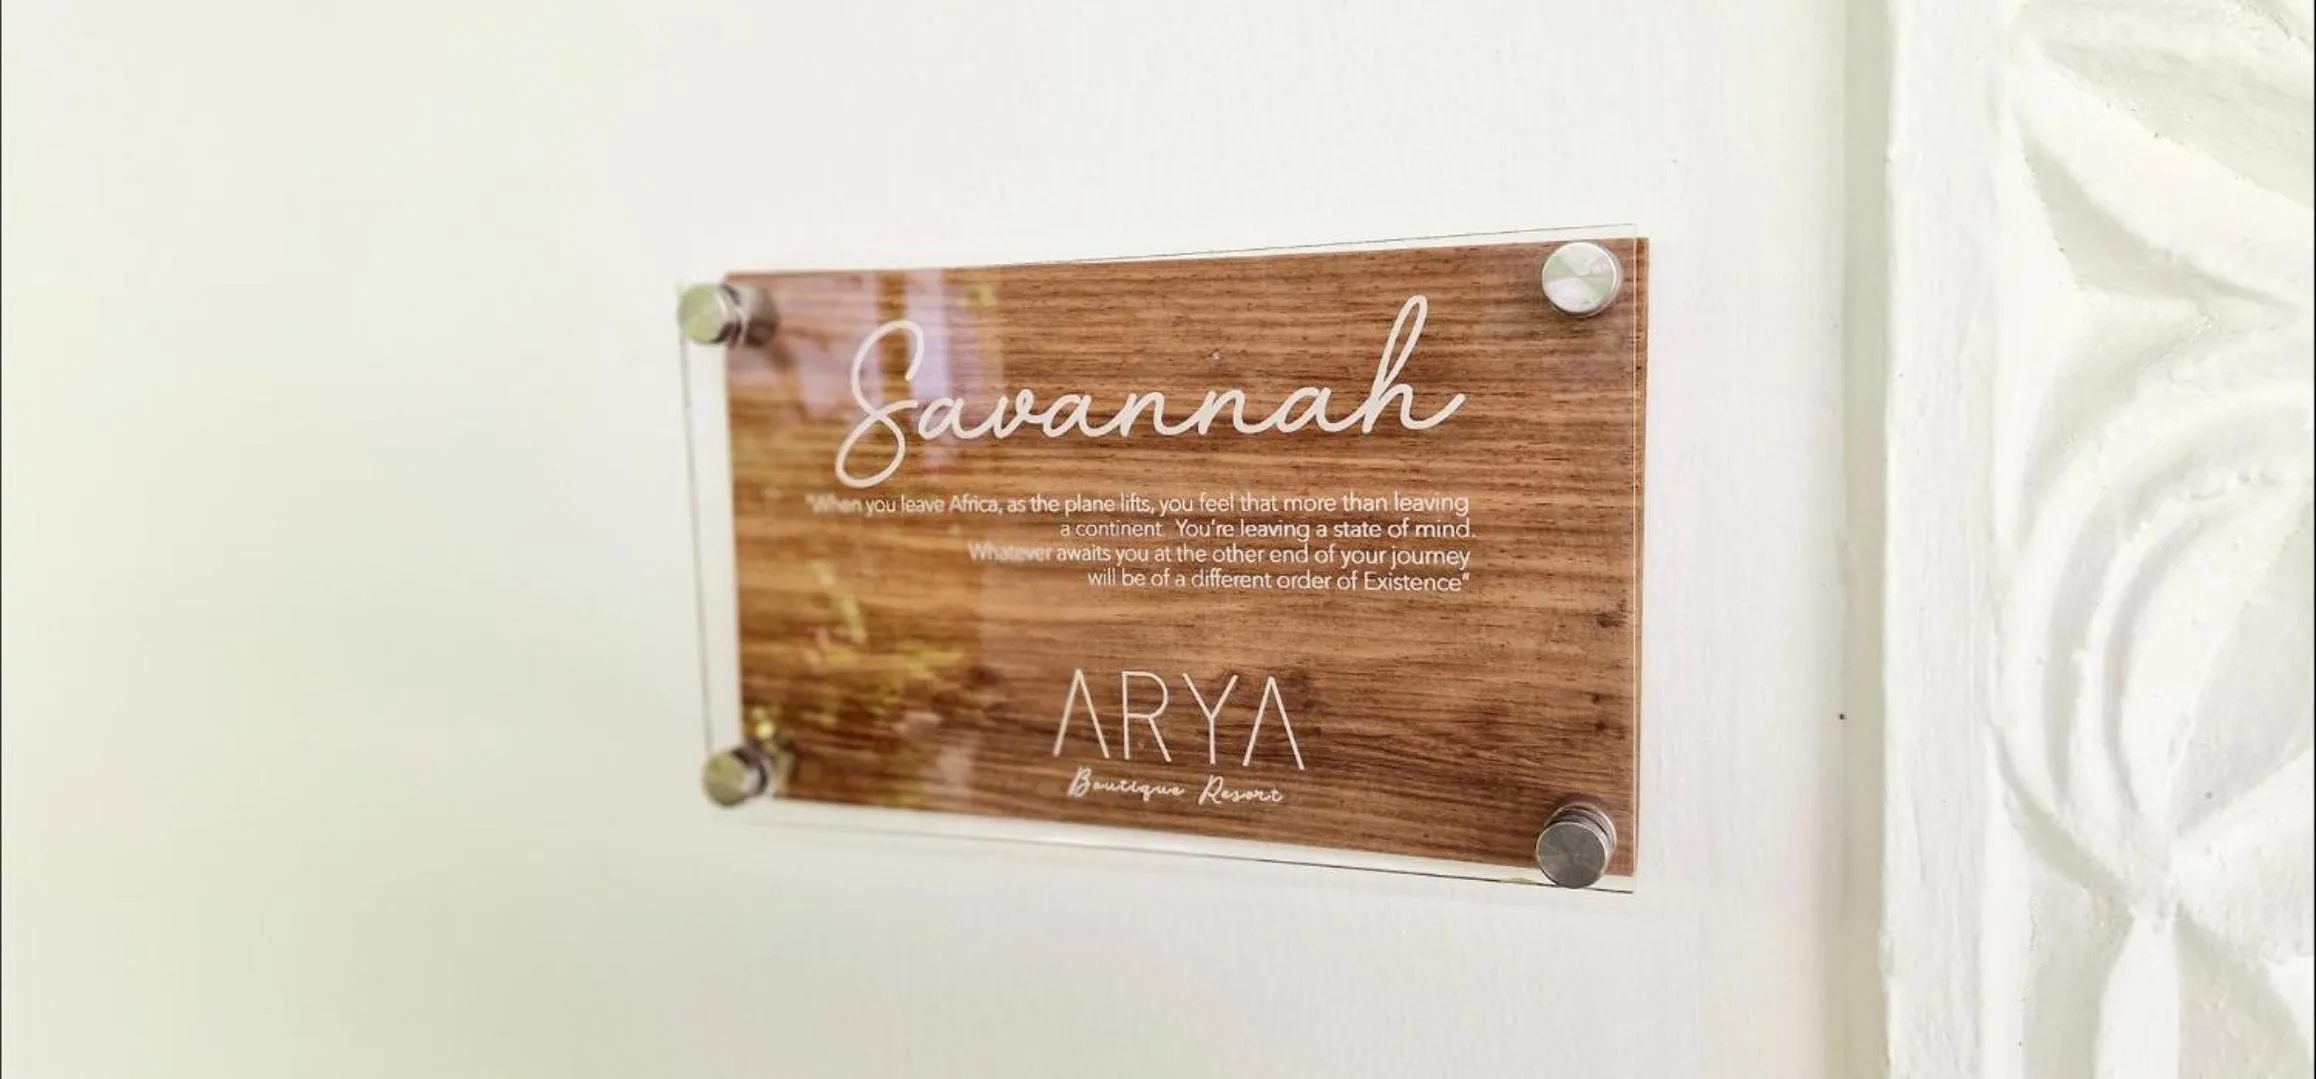 Savannah
"When you leave Africa, as the plane lifts, you feel that more than leaving
a continent You're leaving a state of mind.
Whatever awaits you at the other end of your journey
will be of a different order of Existence"
ARYA
Boutique Resort